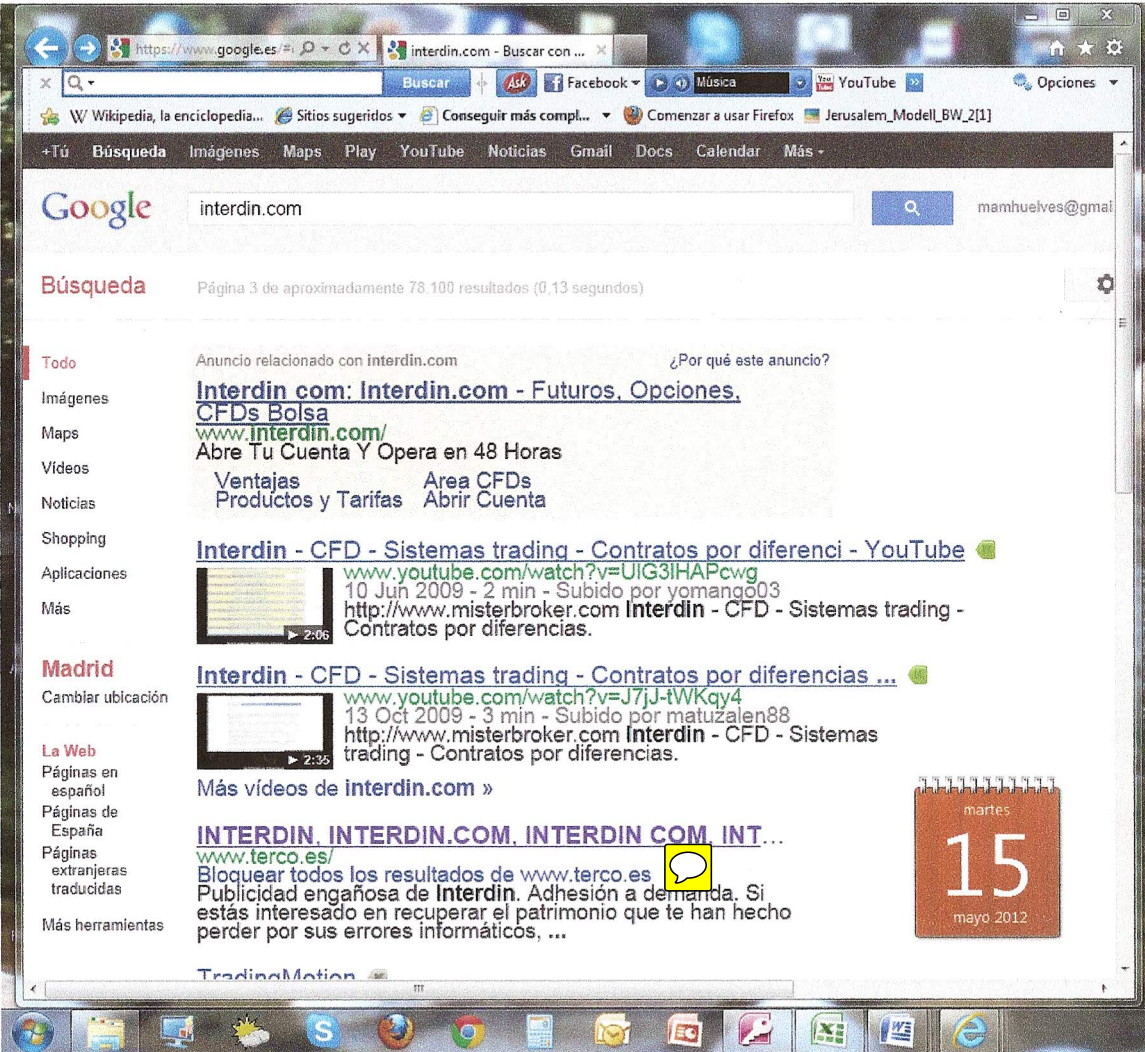 https://www.google.es/#
interdin.com - Buscar con ...
Buscar
Ask
Facebook
Música
You Tube
YouTube
Opciones
W Wikipedia, la enciclopedia...
Sitios sugeridos
Conseguir más compl...
Comenzar a usar Firefox
Jerusalem_Modell_BW_2[1]
+Tú Búsqueda Imágenes Maps Play YouTube Noticias Gmail Docs Calendar Más
Google
interdin.com
mamhuelves@gmai
Búsqueda
Página 3 de aproximadamente 78.100 resultados (0,13 segundos)
Todo
Imágenes
Maps
Vídeos
Noticias
Shopping
Aplicaciones
Más
Madrid
Cambiar ubicación
La Web
Páginas en
español
Páginas de
España
Páginas
extranjeras
traducidas
Más herramientas
Anuncio relacionado con interdin.com
¿Por qué este anuncio?
Interdin com: Interdin.com - Futuros, Opciones,
CFDs Bolsa
www.interdin.com/
Abre Tu Cuenta Y Opera en 48 Horas
Ventajas Area CFDs
Productos y Tarifas Abrir Cuenta
Interdin - CFD - Sistemas trading - Contratos por diferenci - YouTube
www.youtube.com/watch?v=UIG3IHAPcwg
10 Jun 2009 - 2 min - Subido por yomango03
http://www.misterbroker.com Interdin - CFD - Sistemas trading -
Contratos por diferencias.
2:06
Interdin - CFD - Sistemas trading - Contratos por diferencias ...
www.youtube.com/watch?v=J7jJ-tWKqy4
13 Oct 2009 - 3 min - Subido por matuzalen88
http://www.misterbroker.com Interdin - CFD - Sistemas
trading - Contratos por diferencias.
2:35
Más vídeos de interdin.com »
INTERDIN, INTERDIN.COM, INTERDIN COM, INT...
www.terco.es/
Bloquear todos los resultados de www.terco.es
Publicidad engañosa de Interdin. Adhesión a demanda. Si
estás interesado en recuperar el patrimonio que te han hecho
perder por sus errores informáticos, ...
TradingMotion
martes
15
mayo 2012